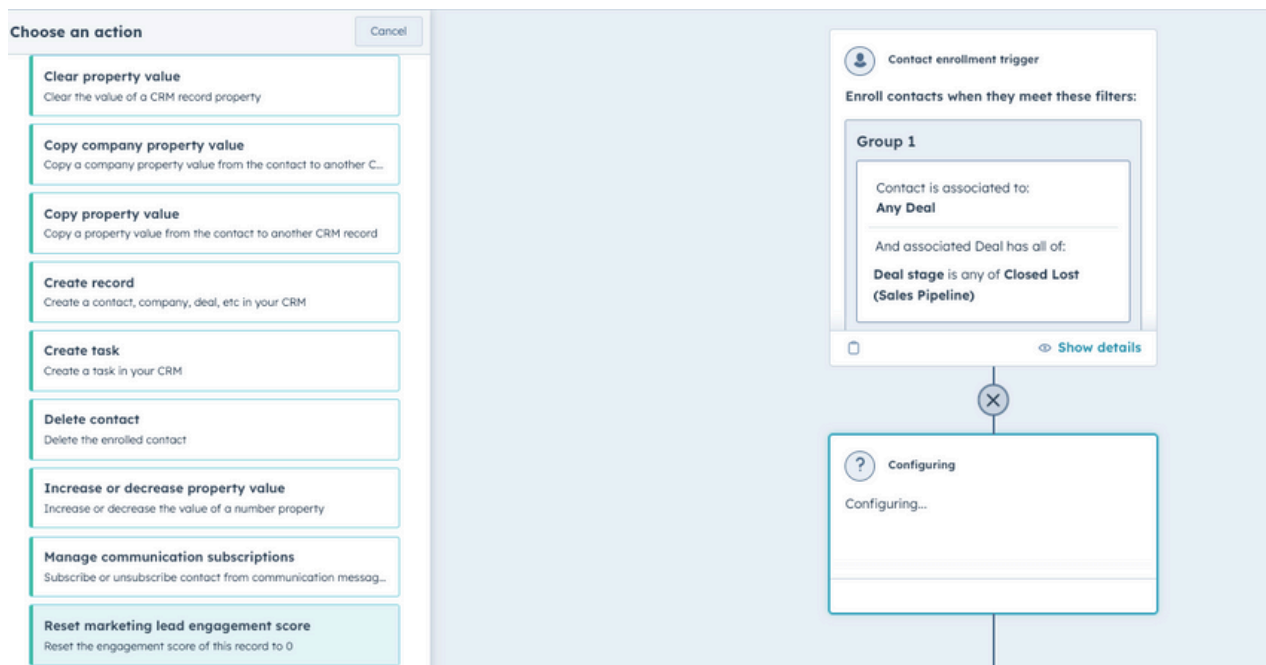 Choose an action
Cancel
Clear property value
Clear the value of a CRM record property
Copy company property value
Copy a company property value from the contact to another C...
Copy property value
Copy a property value from the contact to another CRM record
Create record
Create a contact, company, deal, etc in your CRM
Create task
Create a task in your CRM
Delete contact
Delete the enrolled contact
Increase or decrease property value
Increase or decrease the value of a number property
Manage communication subscriptions
Subscribe or unsubscribe contact from communication messag...
Reset marketing lead engagement score
Reset the engagement score of this record to 0
Contact enrollment trigger
Enroll contacts when they meet these filters:
Group 1
Contact is associated to:
Any Deal
And associated Deal has all of:
Deal stage is any of Closed Lost
(Sales Pipeline)
Show details
?
Configuring
Configuring...